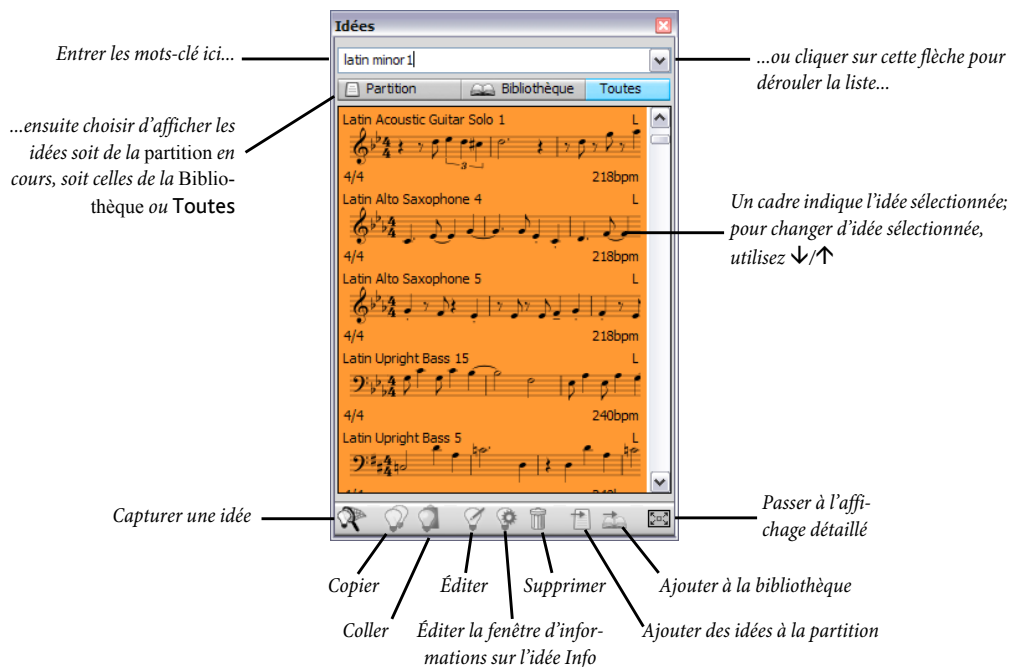 Idées
Entrer les mots-clé ici...
latin minor1
...ou cliquer sur cette flèche pour
dérouler la liste...
Partition
Bibliothèque
Toutes
...ensuite choisir d'afficher les
idées soit de la partition en
cours, soit celles de la Biblio-
thèque ou Toutes
Latin Acoustic Guitar Solo 1 L
3
4/4 218bpm
Latin Alto Saxophone 4 L
4/4 218bpm
Un cadre indique l'idée sélectionnée;
pour changer d'idée sélectionnée,
utilisez ↓/↑
Latin Alto Saxophone 5 L
4/4 218bpm
Latin Upright Bass 15 L
4/4 240bpm
Latin Upright Bass 5 L
Capturer une idée
Passer à l'affi-
chage détaillé
Copier
Éditer
Supprimer
Ajouter à la bibliothèque
Coller
Éditer la fenêtre d'infor-
mations sur l'idée Info
Ajouter des idées à la partition